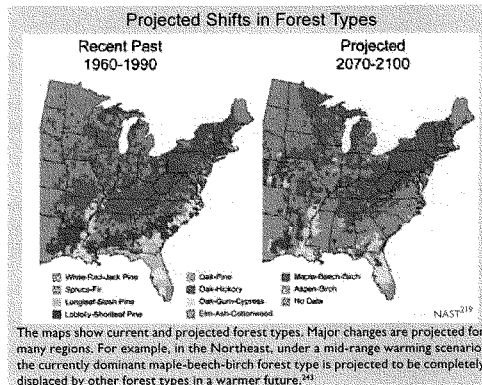 Projected Shifts in Forest Types
Recent Past
1960-1990
Projected
2070-2100
White-Red-Jack Pine
Spruce-Fir
Longleaf-Slash Pine
Loblolly-Shortleaf Pine
Oak-Pine
Oak-Hickory
Oak-Gum-Cypress
Elm-Ash-Cottonwood
Maple-Beech-Birch
Aspen-Birch
No Data
NAST219
The maps show current and projected forest types. Major changes are projected for
many regions. For example, in the Northeast, under a mid-range warming scenario,
the currently dominant maple-beech-birch forest type is projected to be completely
displaced by other forest types in a warmer future.243